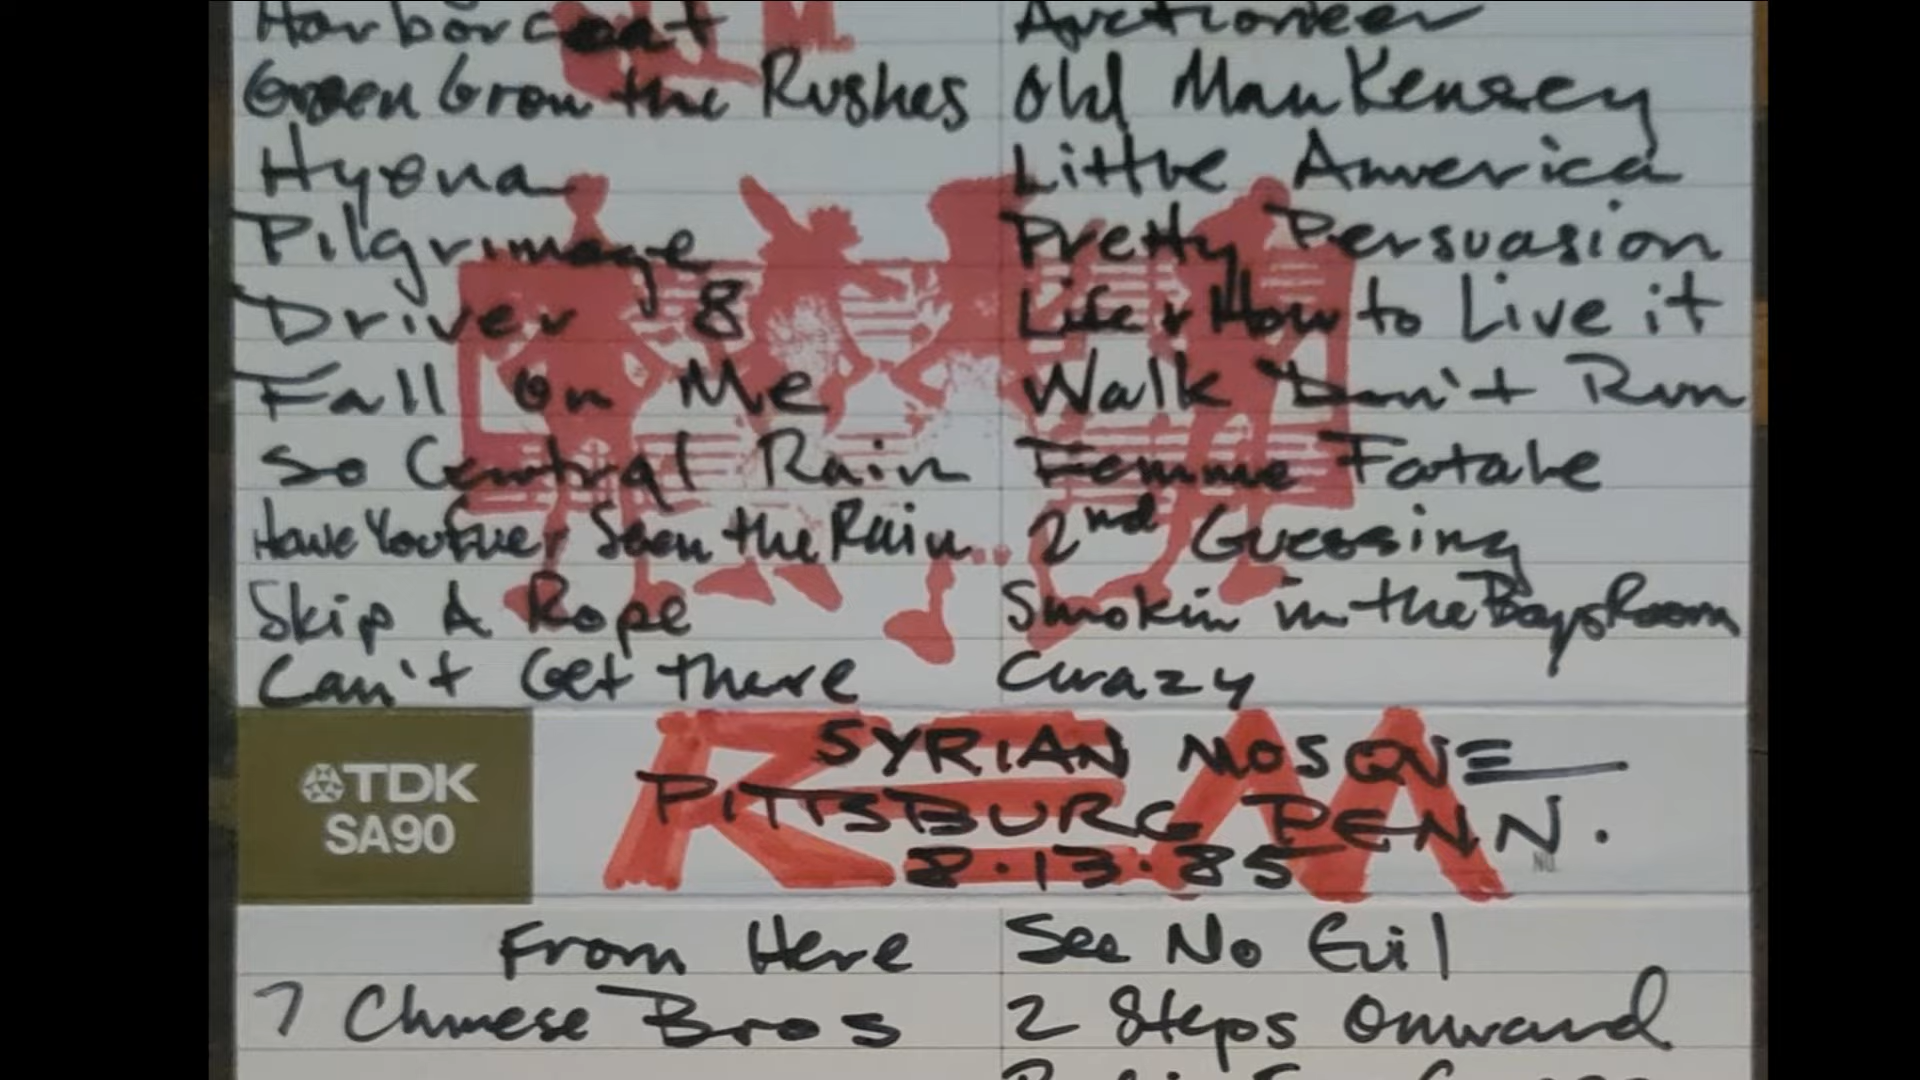 Harborcoat
Green Grow the Rushes
Hyena
Pilgrimage
Driver 8
Fall on Me
So Central Rain
Have You Ever Seen the Rain
Skip A Rope
Can't Get There
Auctioneer
Old Man Kensey
Little America
Pretty Persuasion
Life & How to Live it
Walk Don't Run
Femme Fatale
2nd Guessing
Smokin in the Boys Room
Crazy
TDK
SA90
REM
SYRIAN MOSQUE
PITTSBURG PENN.
8.13.85
From Here
7 Chinese Bros
See No Evil
2 Steps Onward